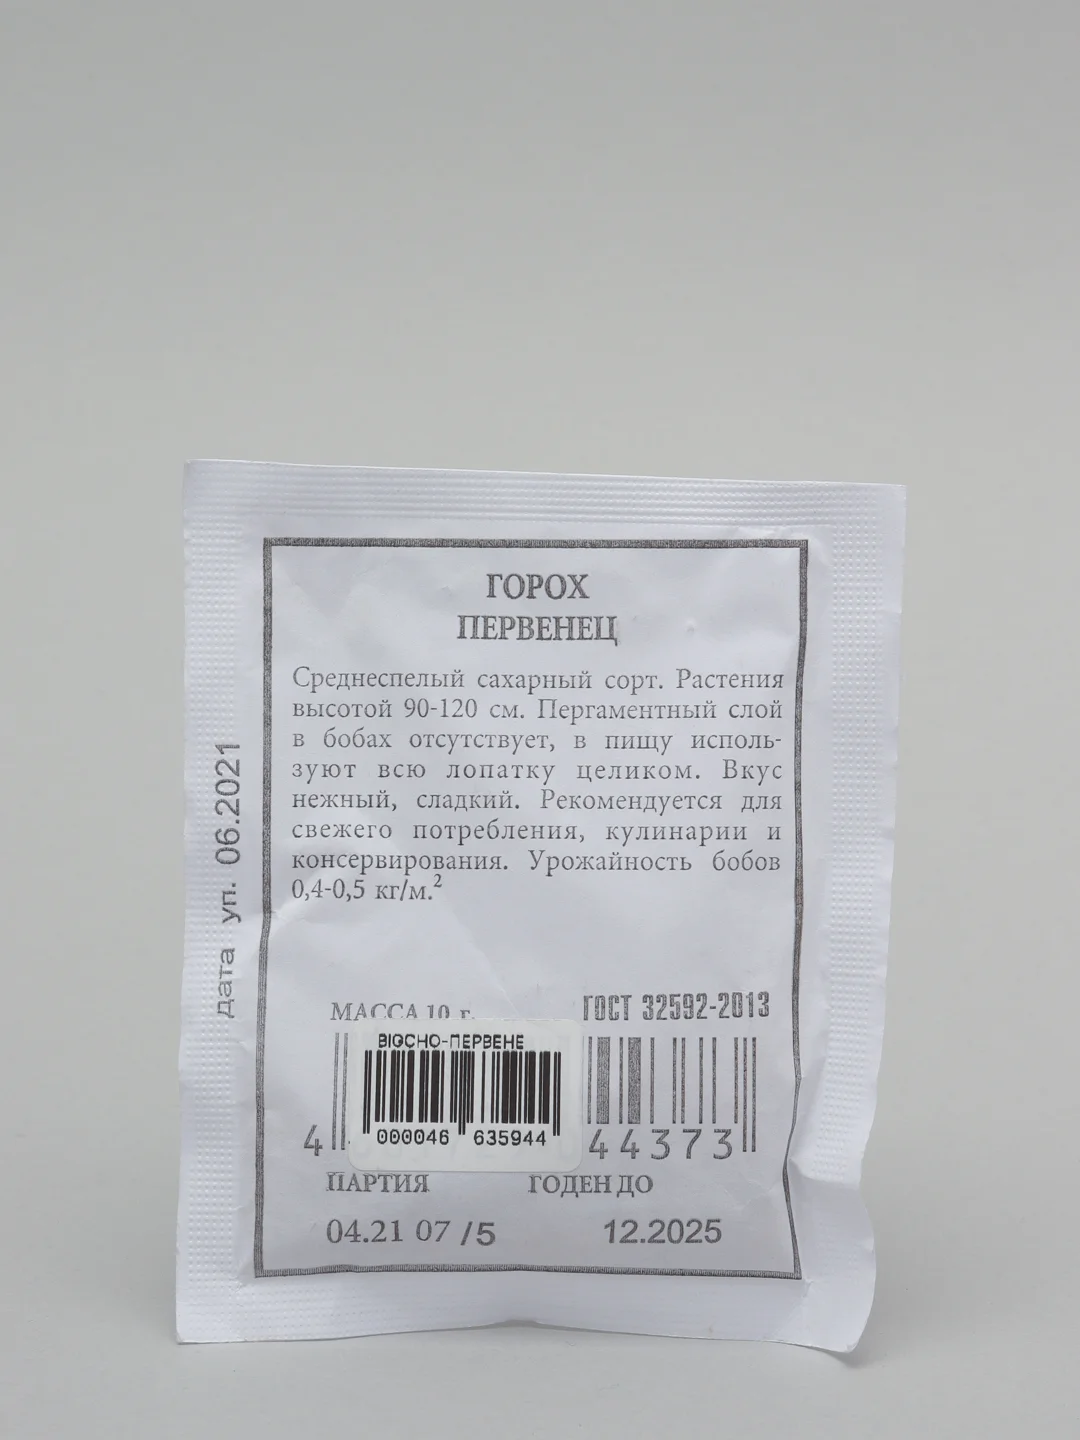 ГОРОХ
ПЕРВЕНЕЦ
Среднеспелый сахарный сорт. Растения
высотой 90-120 см. Пергаментный слой
в бобах отсутствует, в пищу исполь-
зуют всю лопатку целиком. Вкус
нежный, сладкий. Рекомендуется для
свежего потребления, кулинарии и
консервирования. Урожайность бобов
0,4-0,5 кг/м.²
дата уп. 06.2021
МАССА 10 г.
ГОСТ 32592-2013
BIGCHO-ПЕРВЕНЕ
000046 635944
4
44373
ПАРТИЯ
ГОДЕН ДО
04.21 07 /5
12.2025